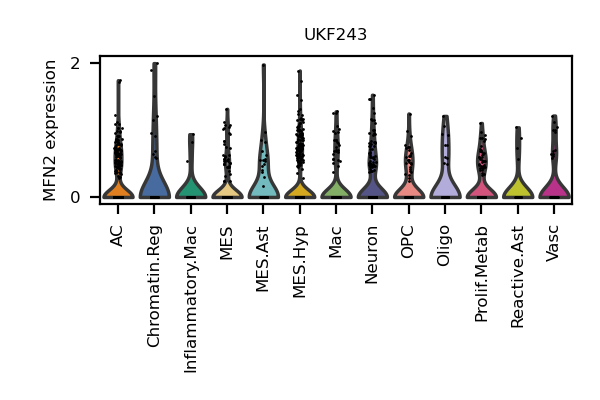 UKF243
MFN2 expression
2
0
AC
Chromatin.Reg
Inflammatory.Mac
MES
MES.Ast
MES.Hyp
Mac
Neuron
OPC
Oligo
Prolif.Metab
Reactive.Ast
Vasc